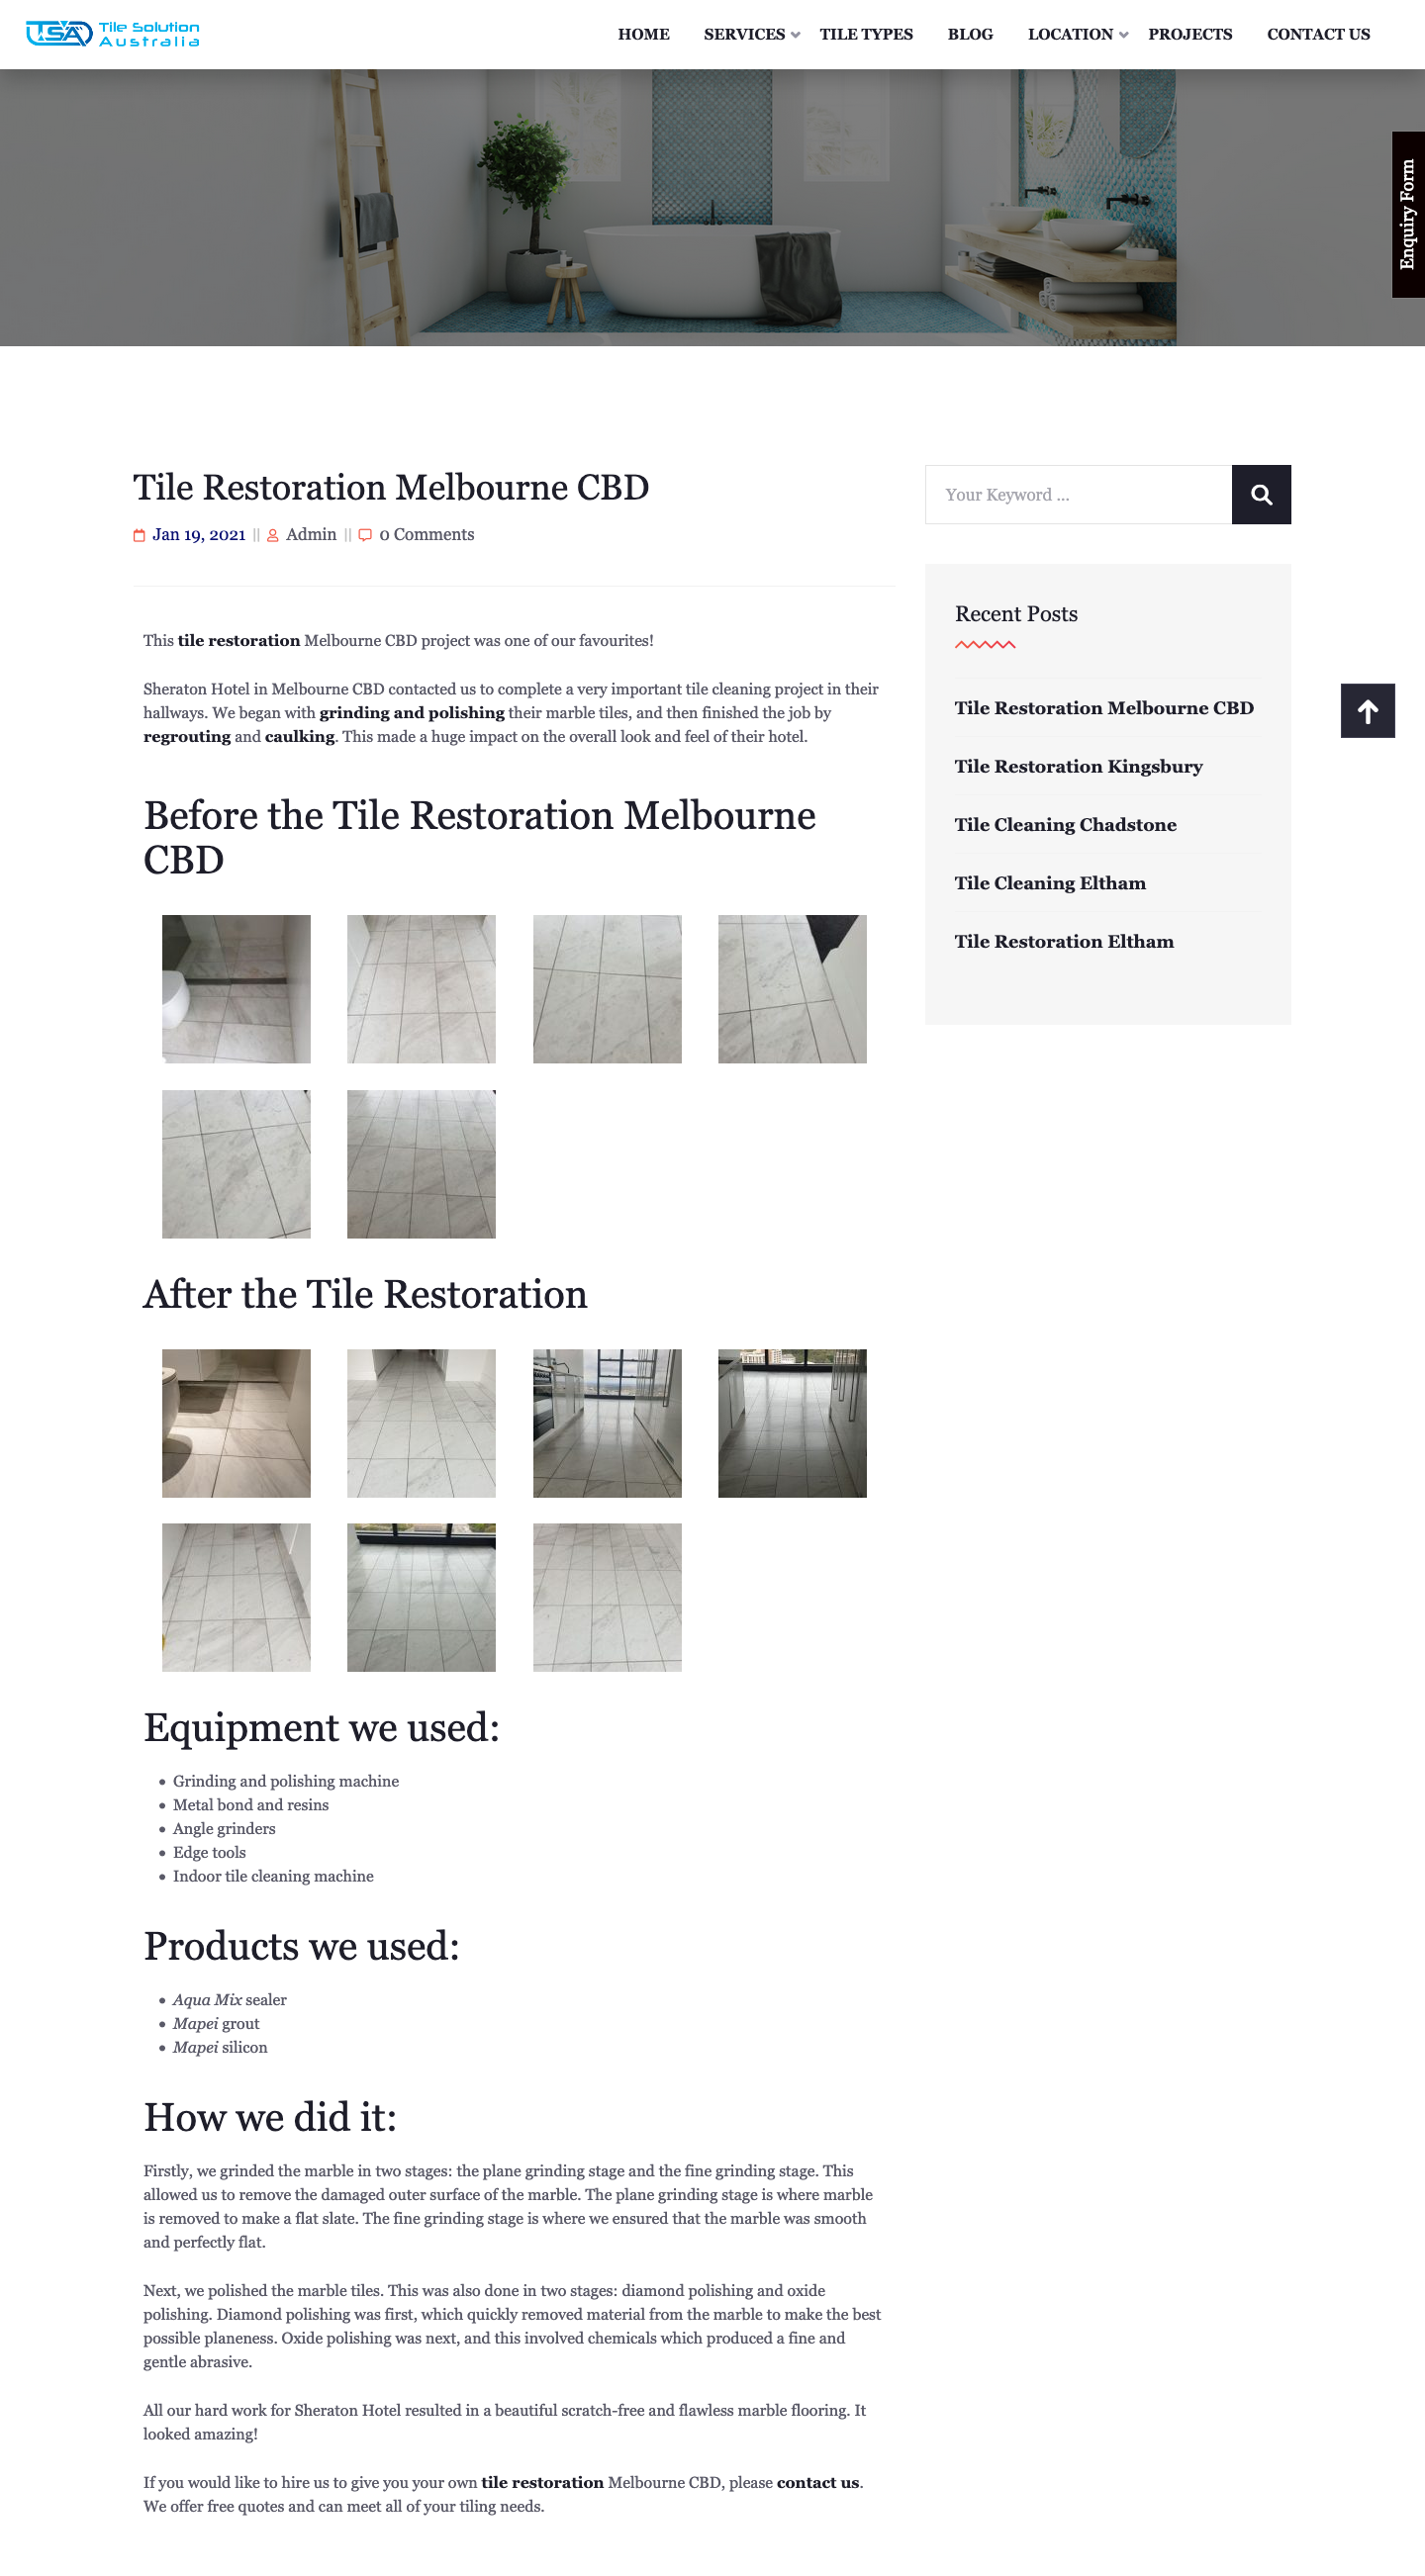 TSA Tile Solution
Australia
HOME SERVICES TILE TYPES BLOG LOCATION PROJECTS CONTACT US
Enquiry Form
Tile Restoration Melbourne CBD
Jan 19, 2021 || Admin || 0 Comments
This tile restoration Melbourne CBD project was one of our favourites!
Sheraton Hotel in Melbourne CBD contacted us to complete a very important tile cleaning project in their
hallways. We began with grinding and polishing their marble tiles, and then finished the job by
regrouting and caulking. This made a huge impact on the overall look and feel of their hotel.
Before the Tile Restoration Melbourne
CBD
After the Tile Restoration
Equipment we used:
• Grinding and polishing machine
• Metal bond and resins
• Angle grinders
• Edge tools
• Indoor tile cleaning machine
Products we used:
• Aqua Mix sealer
• Mapei grout
• Mapei silicon
How we did it:
Firstly, we grinded the marble in two stages: the plane grinding stage and the fine grinding stage. This
allowed us to remove the damaged outer surface of the marble. The plane grinding stage is where marble
is removed to make a flat slate. The fine grinding stage is where we ensured that the marble was smooth
and perfectly flat.
Next, we polished the marble tiles. This was also done in two stages: diamond polishing and oxide
polishing. Diamond polishing was first, which quickly removed material from the marble to make the best
possible planeness. Oxide polishing was next, and this involved chemicals which produced a fine and
gentle abrasive.
All our hard work for Sheraton Hotel resulted in a beautiful scratch-free and flawless marble flooring. It
looked amazing!
If you would like to hire us to give you your own tile restoration Melbourne CBD, please contact us.
We offer free quotes and can meet all of your tiling needs.
Your Keyword ...
Recent Posts
Tile Restoration Melbourne CBD
Tile Restoration Kingsbury
Tile Cleaning Chadstone
Tile Cleaning Eltham
Tile Restoration Eltham